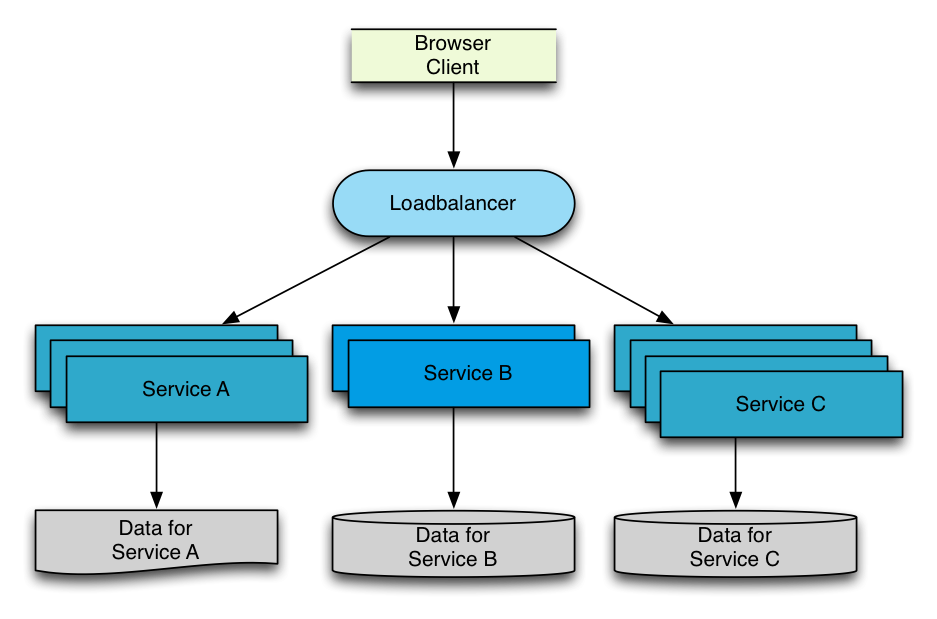 Browser
Client
Loadbalancer
Service A
Service B
Service C
Data for
Service A
Data for
Service B
Data for
Service C